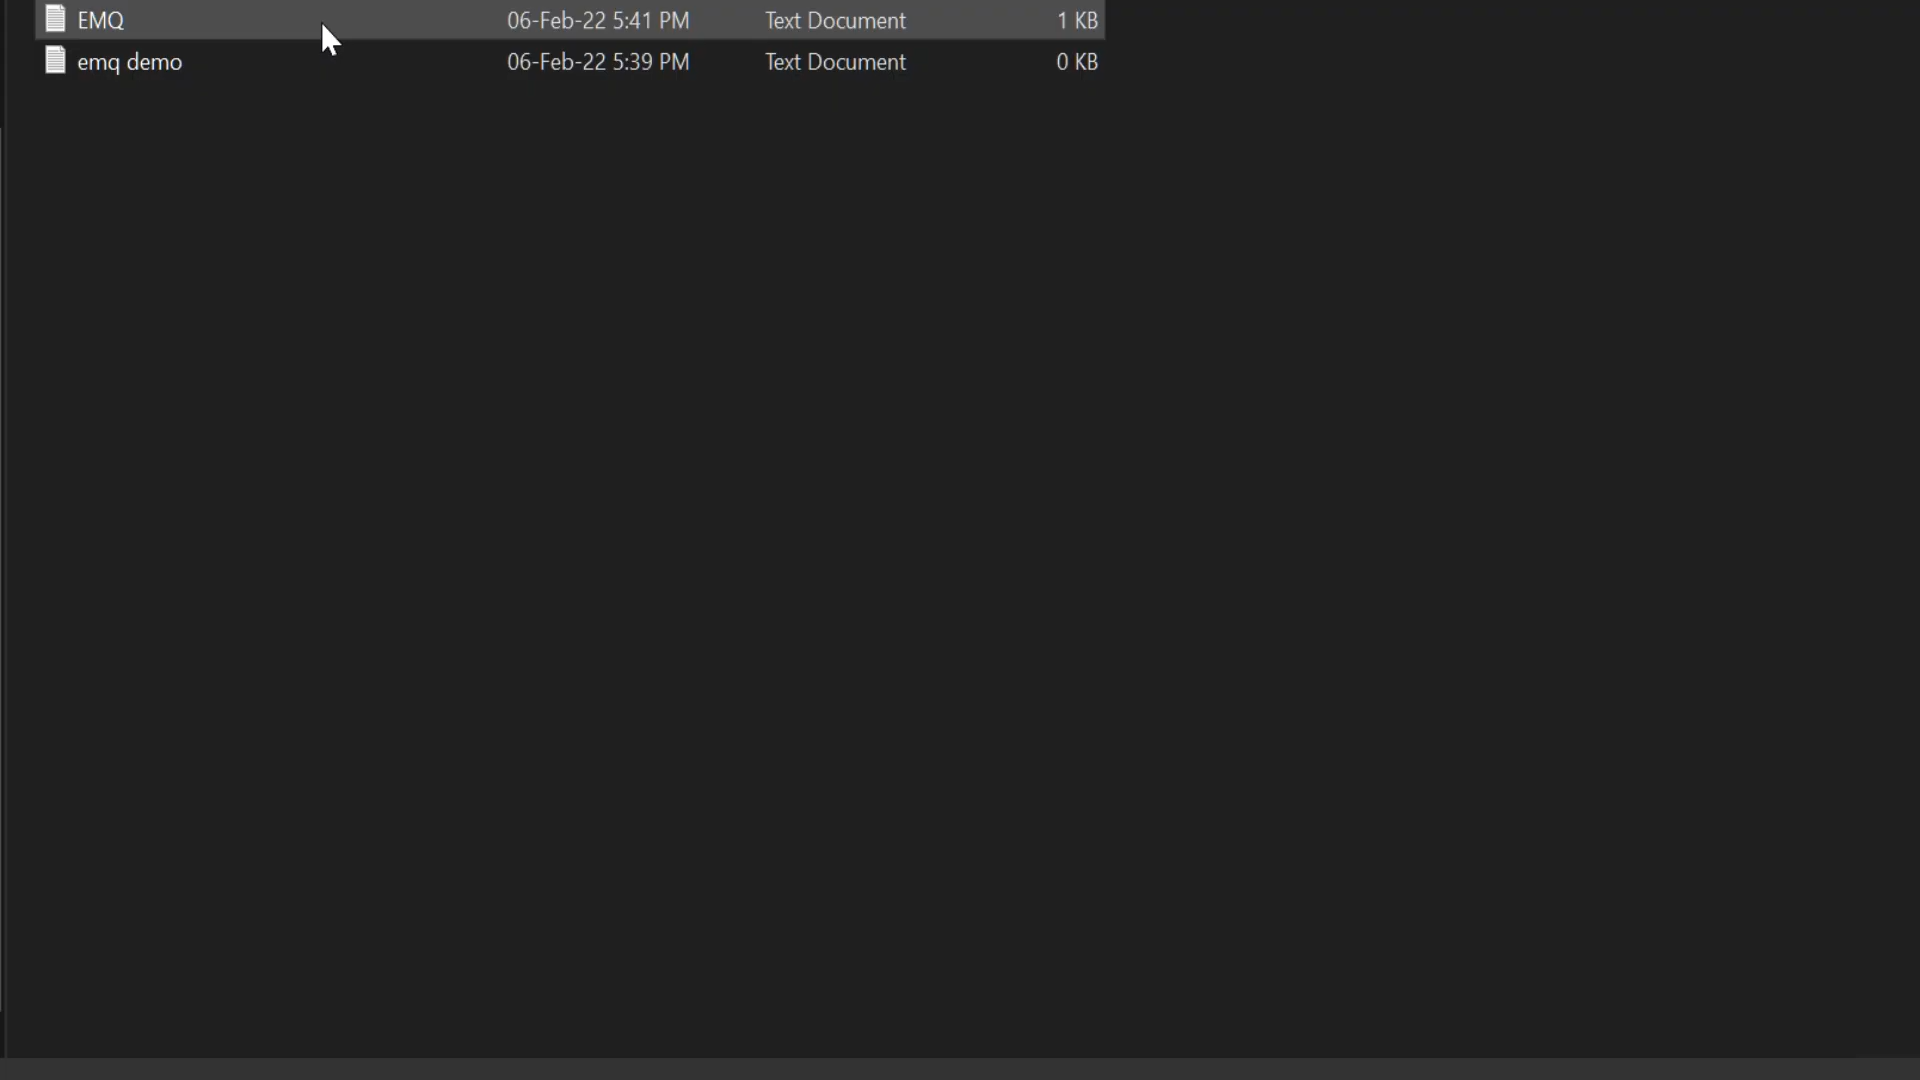 EMQ 06-Feb-22 5:41 PM Text Document 1 KB
emq demo 06-Feb-22 5:39 PM Text Document 0 KB